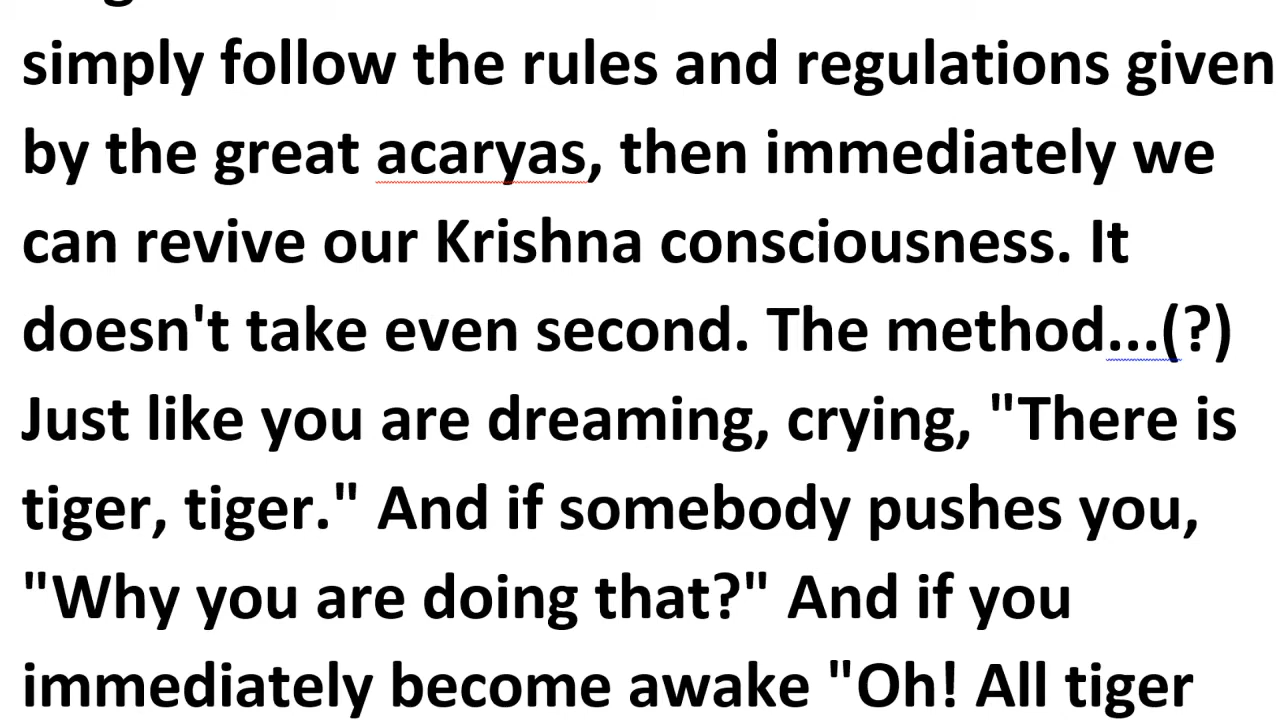 simply follow the rules and regulations given
by the great acaryas, then immediately we
can revive our Krishna consciousness. It
doesn't take even second. The method...(?)
Just like you are dreaming, crying, "There is
tiger, tiger." And if somebody pushes you,
"Why you are doing that?" And if you
immediately become awake "Oh! All tiger